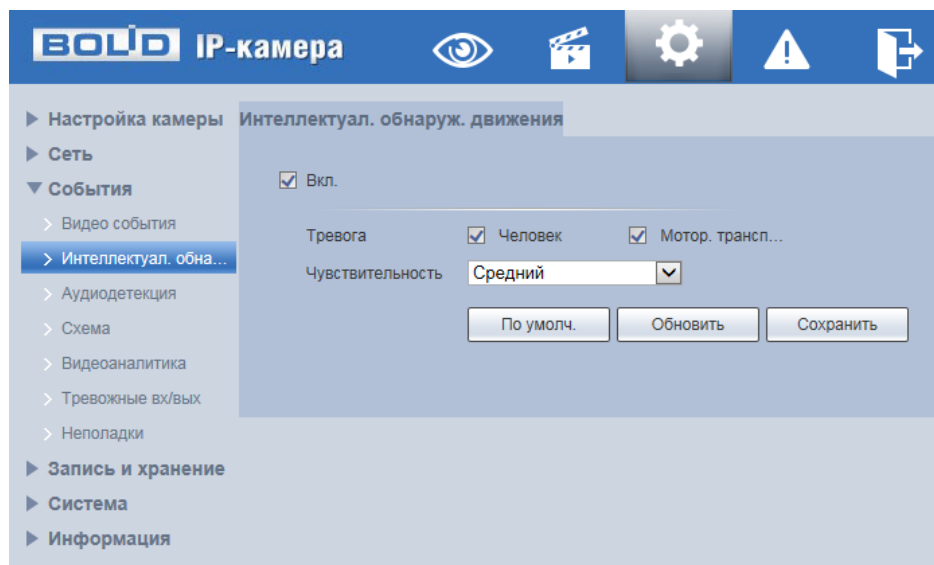 BOLID IP-камера
Настройка камеры
Сеть
События
Видео события
Интеллектуал. обна...
Аудиодетекция
Схема
Видеоаналитика
Тревожные вх/вых
Неполадки
Запись и хранение
Система
Информация
Интеллектуал. обнаруж. движения
Вкл.
Тревога Человек Мотор. трансп...
Чувствительность Средний
По умолч. Обновить Сохранить